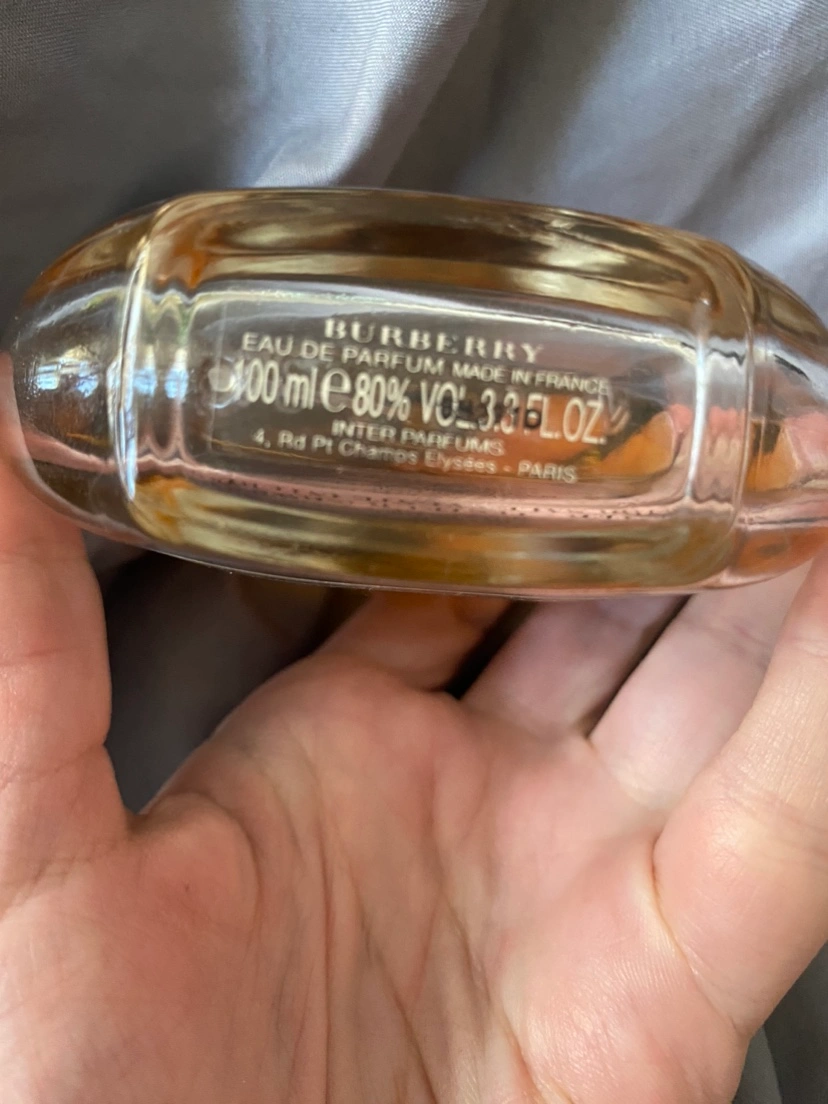 BURBERRY
EAU DE PARFUM MADE IN FRANCE
100 ml e 80% VOL 3.3 FL. OZ.
INTER PARFUMS
4, Rd Pt Champs Elysées - PARIS